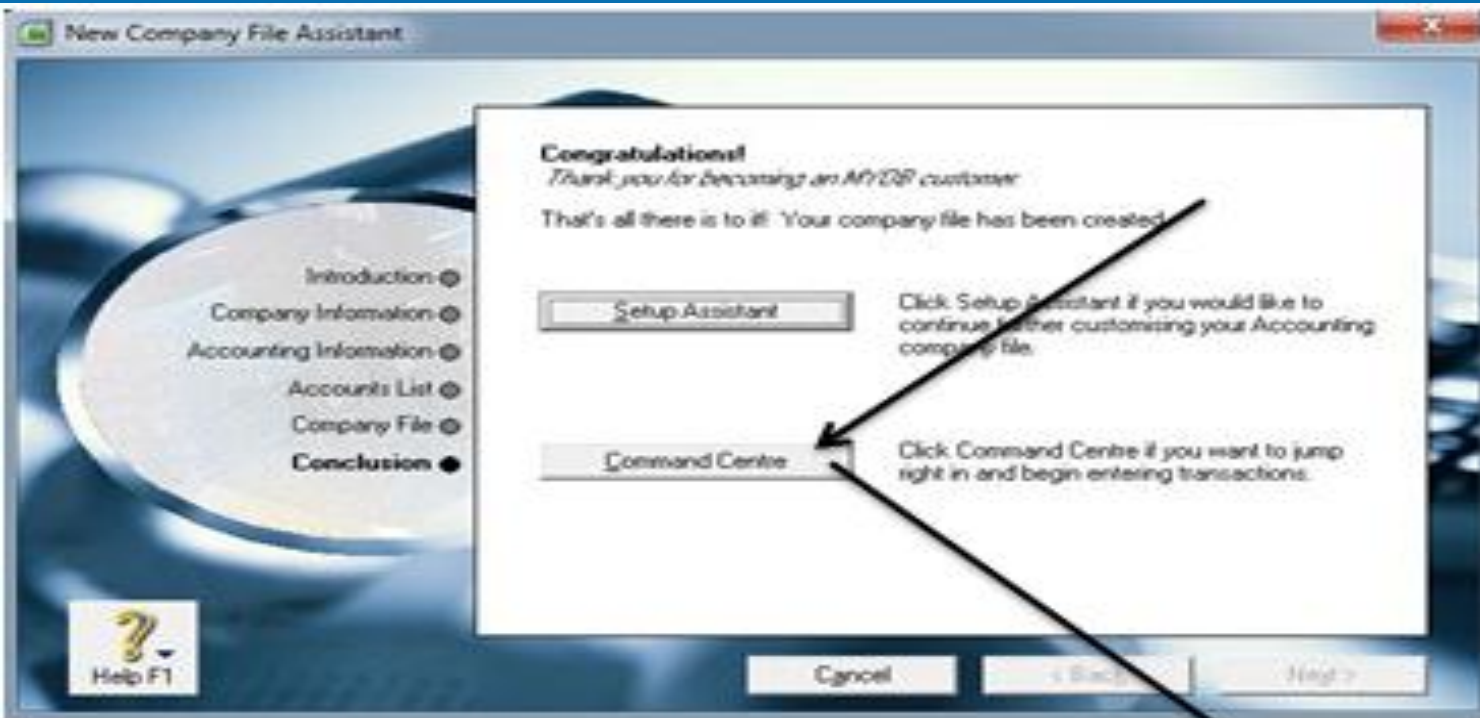 New Company File Assistant
Congratulations!
Thank you for becoming an MYOB customer
That's all there is to it! Your company file has been created.
Introduction
Company Information
Accounting Information
Accounts List
Company File
Conclusion
Setup Assistant
Click Setup Assistant if you would like to
continue further customising your Accounting
company file.
Command Centre
Click Command Centre if you want to jump
right in and begin entering transactions.
Help F1
Cancel
< Back
Next >